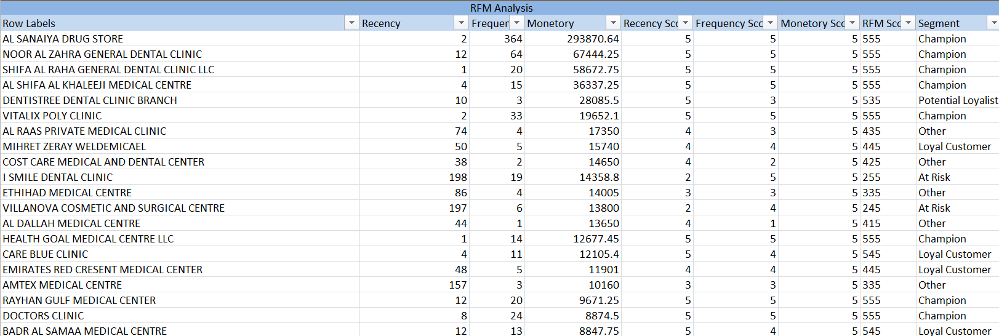 RFM Analysis
Row Labels Recency Frequen Monetory Recency Sco Frequency Sco Monetory Sco RFM Sco Segment
AL SANAIYA DRUG STORE 2 364 293870.64 5 5 5 555 Champion
NOOR AL ZAHRA GENERAL DENTAL CLINIC 12 64 67444.25 5 5 5 555 Champion
SHIFA AL RAHA GENERAL DENTAL CLINIC LLC 1 20 58672.75 5 5 5 555 Champion
AL SHIFA AL KHALEEJI MEDICAL CENTRE 4 15 36337.25 5 5 5 555 Champion
DENTISTREE DENTAL CLINIC BRANCH 10 3 28085.5 5 3 5 535 Potential Loyalist
VITALIX POLY CLINIC 2 33 19652.1 5 5 5 555 Champion
AL RAAS PRIVATE MEDICAL CLINIC 74 4 17350 4 3 5 435 Other
MIHRET ZERAY WELDEMICAEL 50 5 15740 4 4 5 445 Loyal Customer
COST CARE MEDICAL AND DENTAL CENTER 38 2 14650 4 2 5 425 Other
I SMILE DENTAL CLINIC 198 19 14358.8 2 5 5 255 At Risk
ETHIHAD MEDICAL CENTRE 86 4 14005 3 3 5 335 Other
VILLANOVA COSMETIC AND SURGICAL CENTRE 197 6 13800 2 4 5 245 At Risk
AL DALLAH MEDICAL CENTRE 44 1 13650 4 1 5 415 Other
HEALTH GOAL MEDICAL CENTRE LLC 1 14 12677.45 5 5 5 555 Champion
CARE BLUE CLINIC 4 11 12105.4 5 4 5 545 Loyal Customer
EMIRATES RED CRESENT MEDICAL CENTER 48 5 11901 4 4 5 445 Loyal Customer
AMTEX MEDICAL CENTRE 157 3 10160 3 3 5 335 Other
RAYHAN GULF MEDICAL CENTER 12 20 9671.25 5 5 5 555 Champion
DOCTORS CLINIC 8 24 8874.5 5 5 5 555 Champion
BADR AL SAMAA MEDICAL CENTRE 12 13 8847.75 5 4 5 545 Loyal Customer